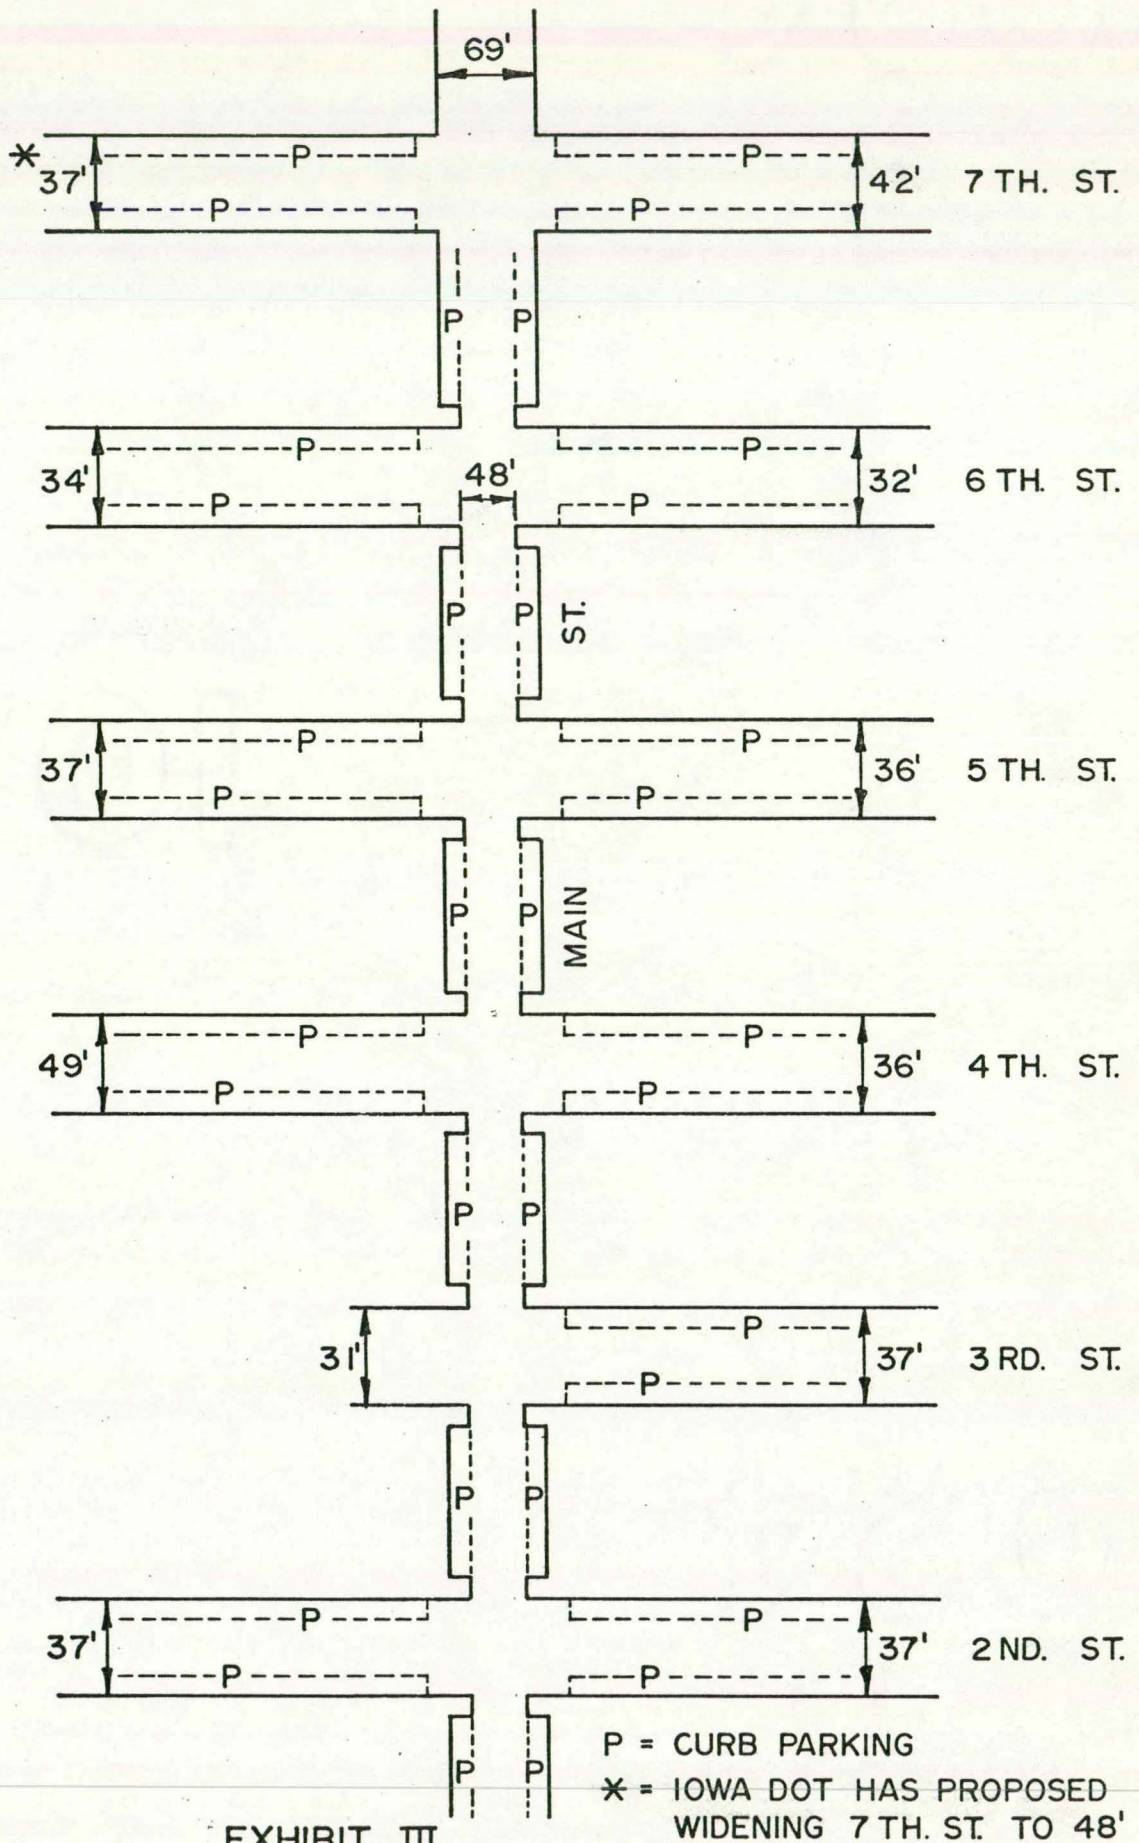 69'
* 37' P P 42' 7 TH. ST.
P P
P P
34' P P 32' 6 TH. ST.
48'
P P
P P
ST.
37' P P 36' 5 TH. ST.
P P
P P
MAIN
49' P P 36' 4 TH. ST.
P P
P P
31' P 37' 3 RD. ST.
P
P P
37' P P 37' 2 ND. ST.
P P
P P
P = CURB PARKING
* = IOWA DOT HAS PROPOSED
WIDENING 7 TH. ST. TO 48'
EXHIBIT III